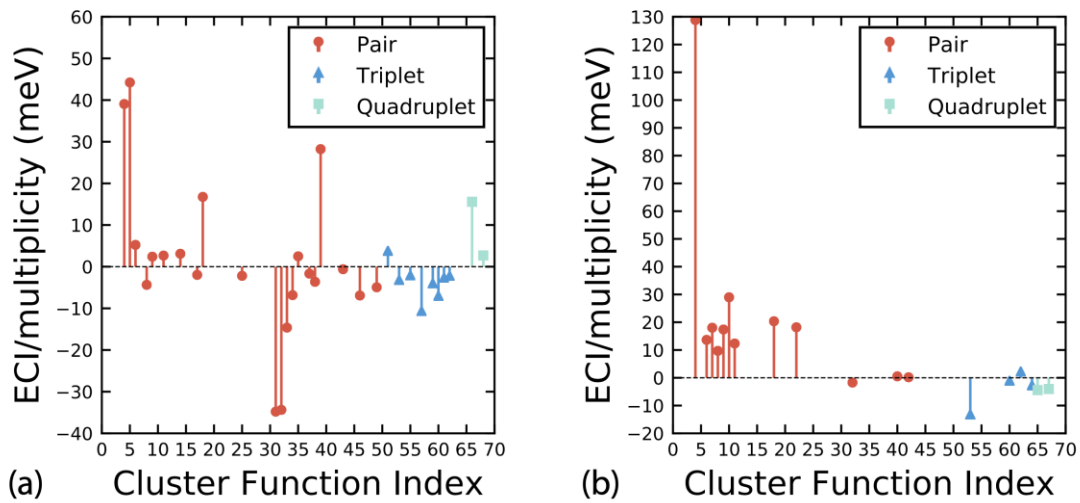 60
50
40
30
20
10
0
−10
−20
−30
−40
ECI/multiplicity (meV)
Pair
Triplet
Quadruplet
0 5 10 15 20 25 30 35 40 45 50 55 60 65 70
Cluster Function Index
(a)
130
120
110
100
90
80
70
60
50
40
30
20
10
0
−10
−20
ECI/multiplicity (meV)
Pair
Triplet
Quadruplet
0 5 10 15 20 25 30 35 40 45 50 55 60 65 70
Cluster Function Index
(b)